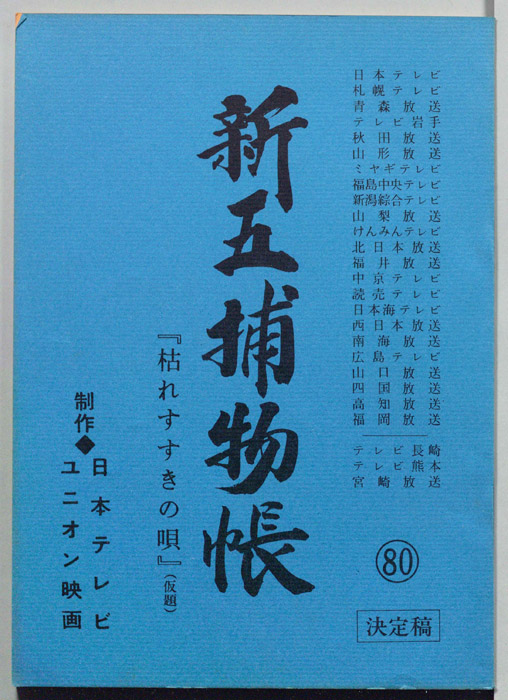 日本テレビ
札幌テレビ
青森放送
テレビ岩手
秋田放送
山形放送
ミヤギテレビ
福島中央テレビ
新潟綜合テレビ
山梨放送
けんみんテレビ
北日本放送
福井放送
中京テレビ
読売テレビ
日本海テレビ
西日本放送
南海放送
広島テレビ
山口放送
四国放送
高知放送
福岡放送
テレビ長崎
テレビ熊本
宮崎放送
80
決定稿
新五捕物帳
『枯れすすきの唄』(仮題)
制作◆日本テレビ
ユニオン映画